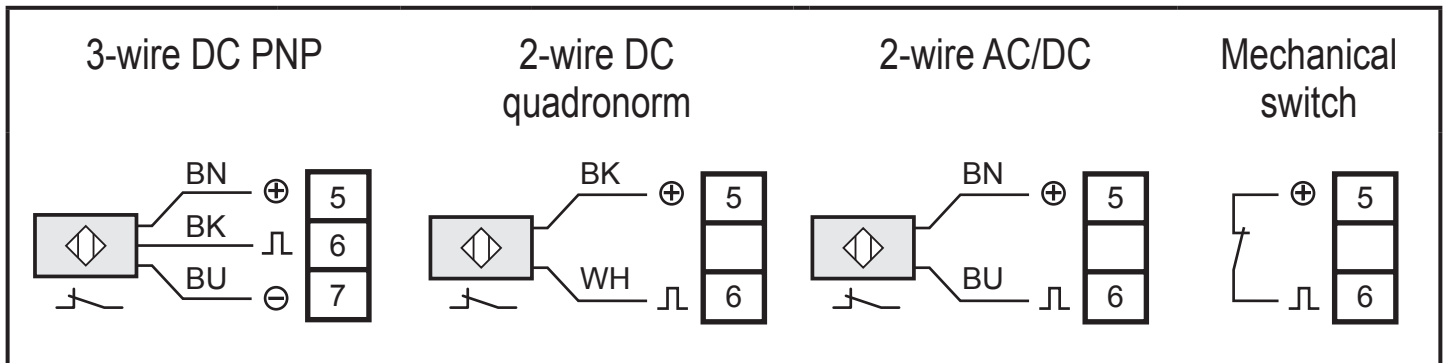 3-wire DC PNP
2-wire DC
quadronorm
2-wire AC/DC
Mechanical
switch
BN
5
BK
6
BU
7
BK
5
WH
6
BN
5
BU
6
5
6